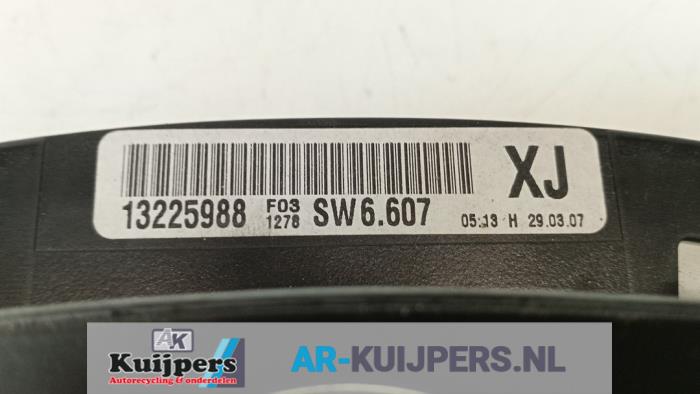 XJ
13225988 F03 1278 SW6.607 05:13 H 29.03.07
AK
Kuijpers
Autorecycling & onderdelen
AR-KUIJPERS.NL